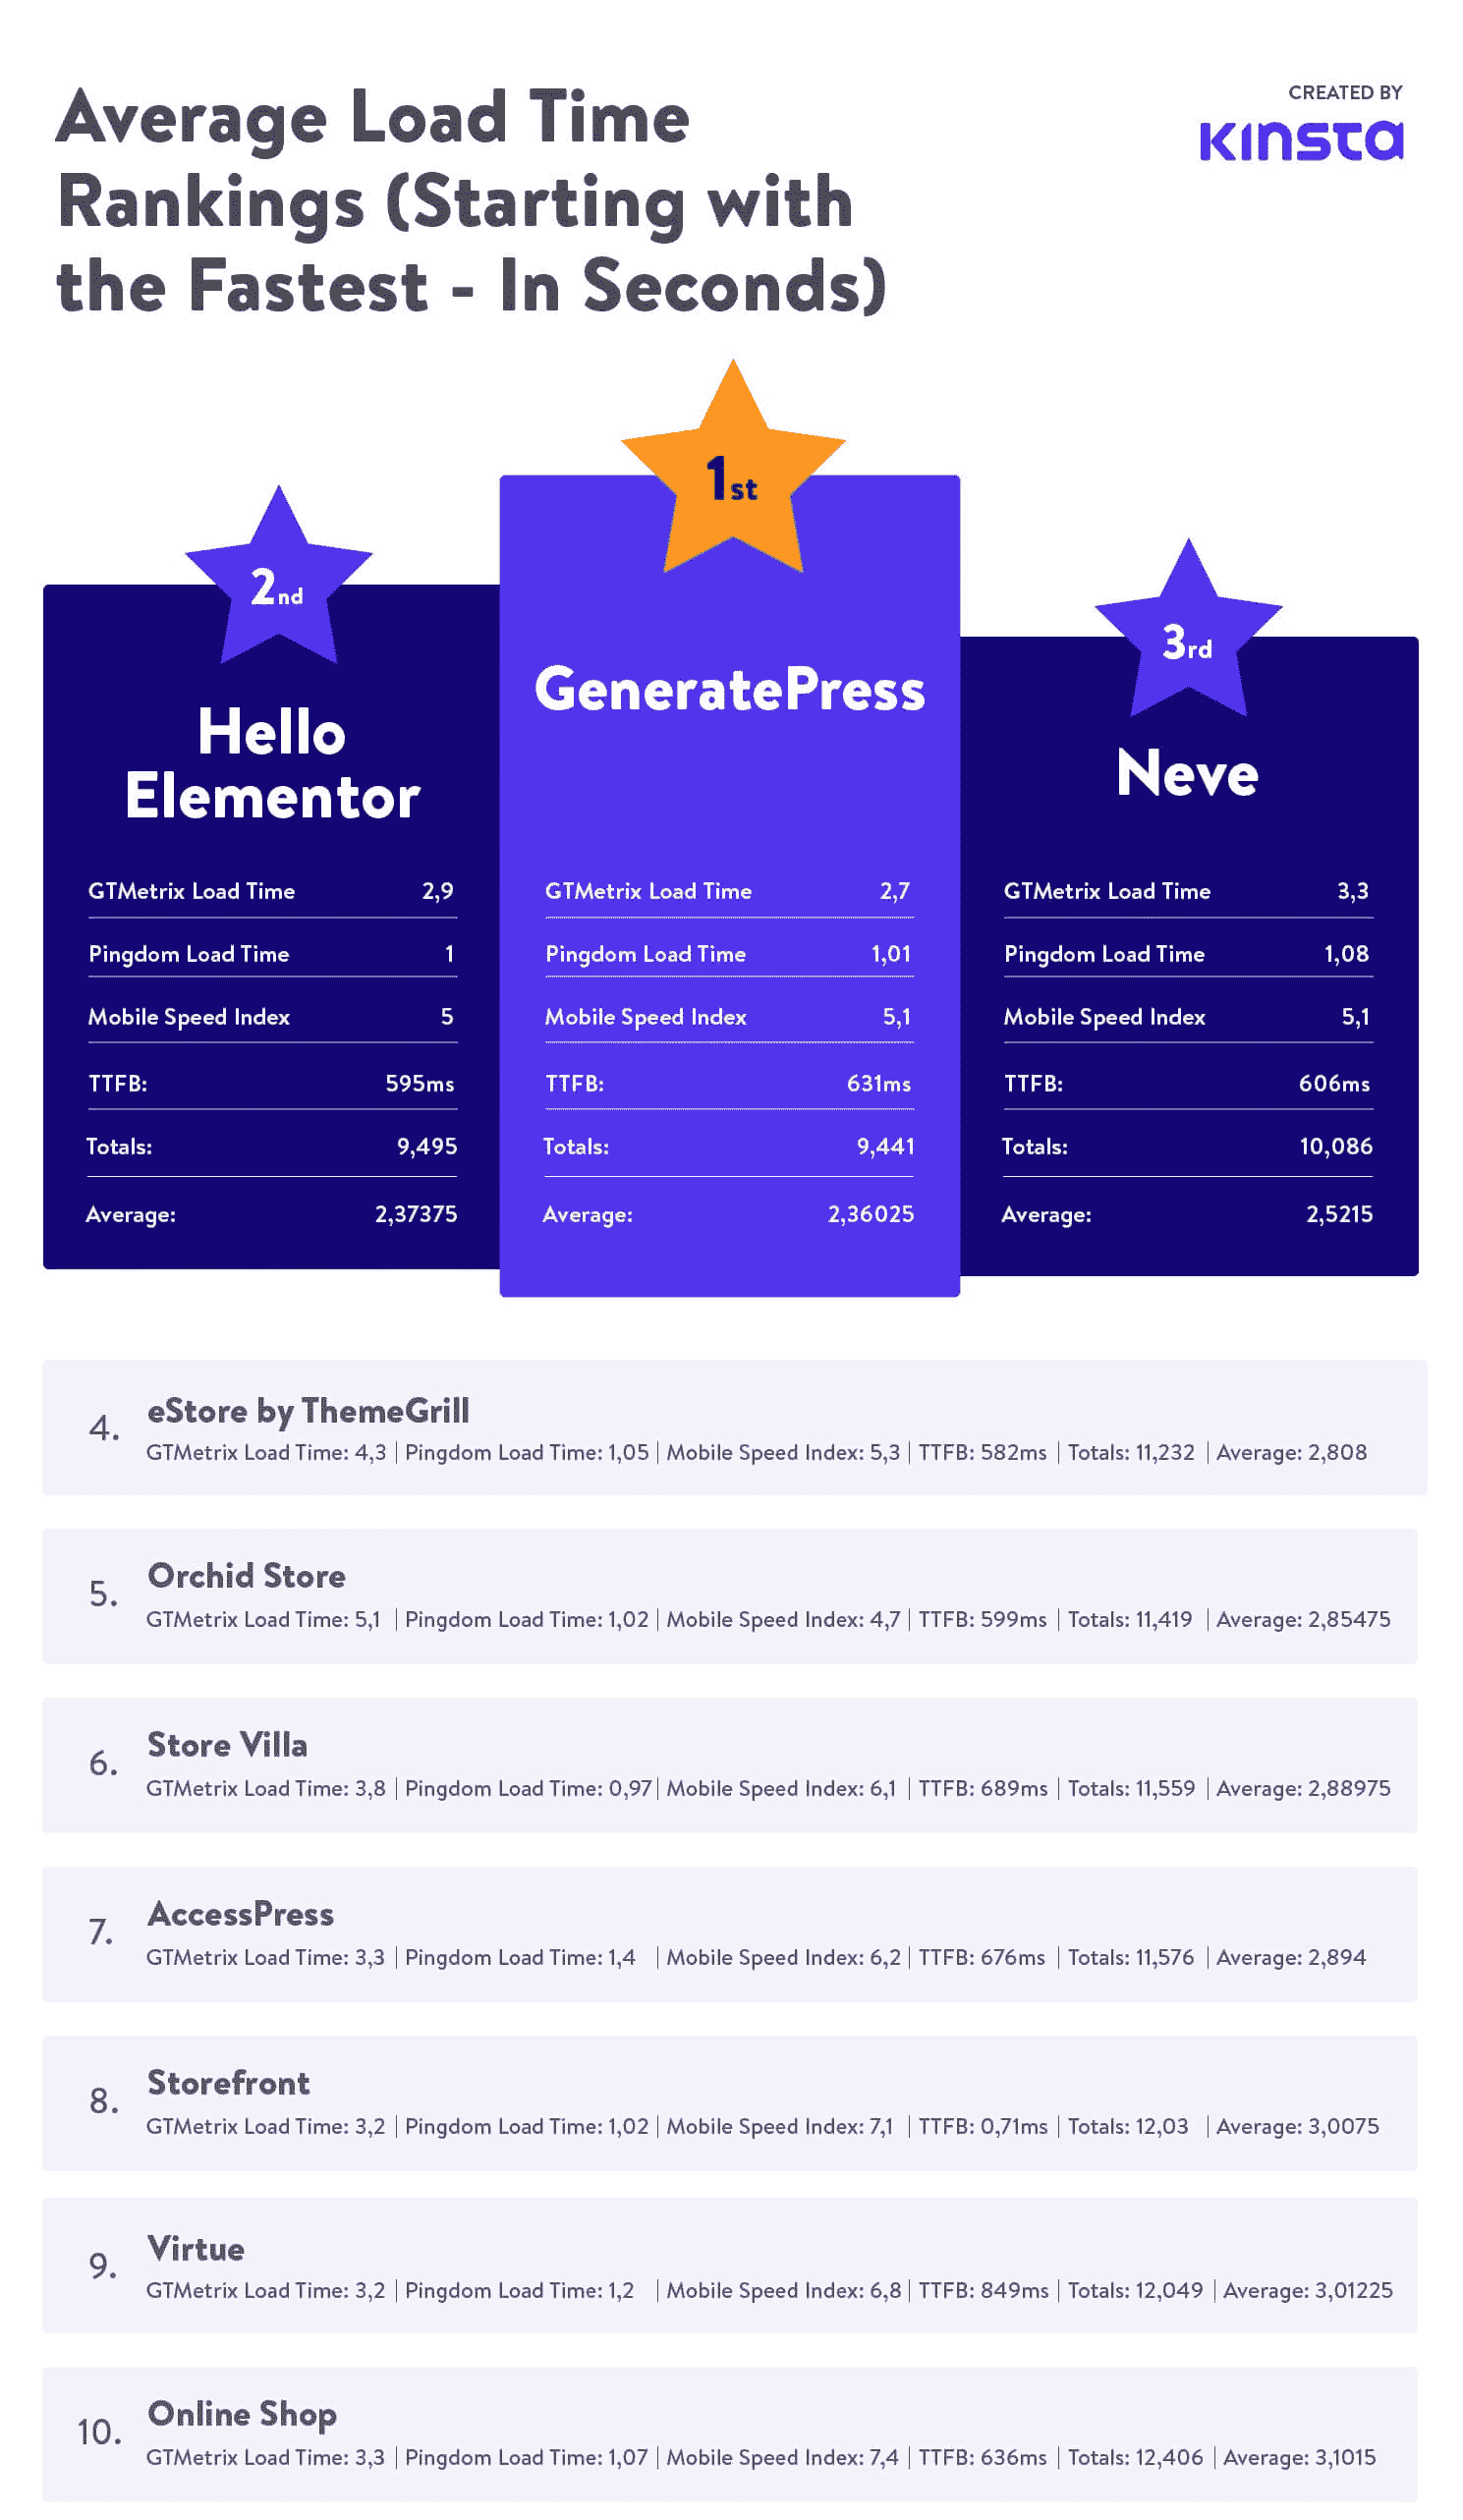 Average Load Time
Rankings (Starting with
the Fastest - In Seconds)
CREATED BY
Kinsta
2nd
Hello
Elementor
GTMetrix Load Time 2,9
Pingdom Load Time 1
Mobile Speed Index 5
TTFB: 595ms
Totals: 9,495
Average: 2,37375
1st
GeneratePress
GTMetrix Load Time 2,7
Pingdom Load Time 1,01
Mobile Speed Index 5,1
TTFB: 631ms
Totals: 9,441
Average: 2,36025
3rd
Neve
GTMetrix Load Time 3,3
Pingdom Load Time 1,08
Mobile Speed Index 5,1
TTFB: 606ms
Totals: 10,086
Average: 2,5215
4. eStore by ThemeGrill
GTMetrix Load Time: 4,3 | Pingdom Load Time: 1,05 | Mobile Speed Index: 5,3 | TTFB: 582ms | Totals: 11,232 | Average: 2,808
5. Orchid Store
GTMetrix Load Time: 5,1 | Pingdom Load Time: 1,02 | Mobile Speed Index: 4,7 | TTFB: 599ms | Totals: 11,419 | Average: 2,85475
6. Store Villa
GTMetrix Load Time: 3,8 | Pingdom Load Time: 0,97 | Mobile Speed Index: 6,1 | TTFB: 689ms | Totals: 11,559 | Average: 2,88975
7. AccessPress
GTMetrix Load Time: 3,3 | Pingdom Load Time: 1,4 | Mobile Speed Index: 6,2 | TTFB: 676ms | Totals: 11,576 | Average: 2,894
8. Storefront
GTMetrix Load Time: 3,2 | Pingdom Load Time: 1,02 | Mobile Speed Index: 7,1 | TTFB: 0,71ms | Totals: 12,03 | Average: 3,0075
9. Virtue
GTMetrix Load Time: 3,2 | Pingdom Load Time: 1,2 | Mobile Speed Index: 6,8 | TTFB: 849ms | Totals: 12,049 | Average: 3,01225
10. Online Shop
GTMetrix Load Time: 3,3 | Pingdom Load Time: 1,07 | Mobile Speed Index: 7,4 | TTFB: 636ms | Totals: 12,406 | Average: 3,1015